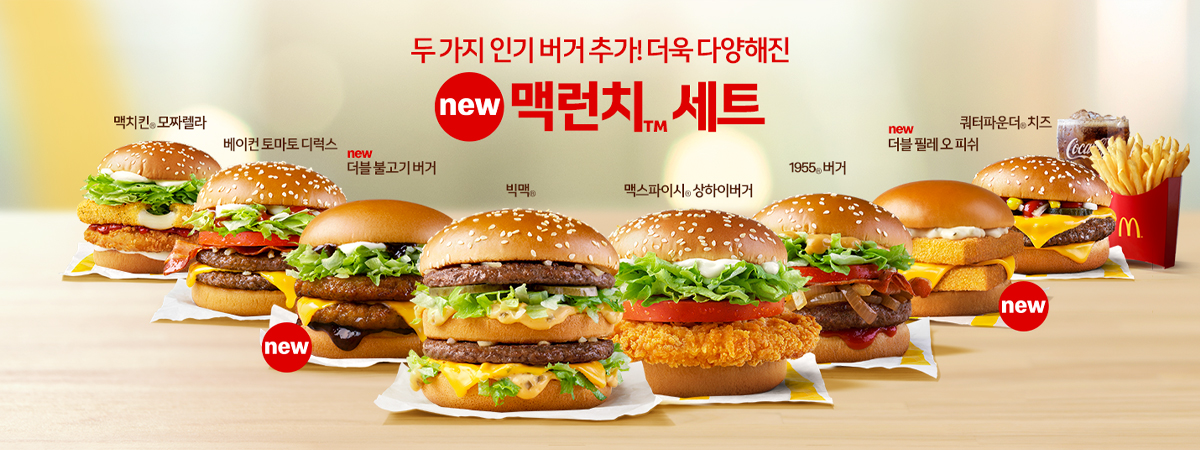 두 가지 인기 버거 추가! 더욱 다양해진
new 맥런치™ 세트
맥치킨® 모짜렐라
베이컨 토마토 디럭스
new
더블 불고기 버거
빅맥®
맥스파이시® 상하이버거
1955® 버거
new
더블 필레 오 피쉬
쿼터파운더® 치즈
Coca
new
new